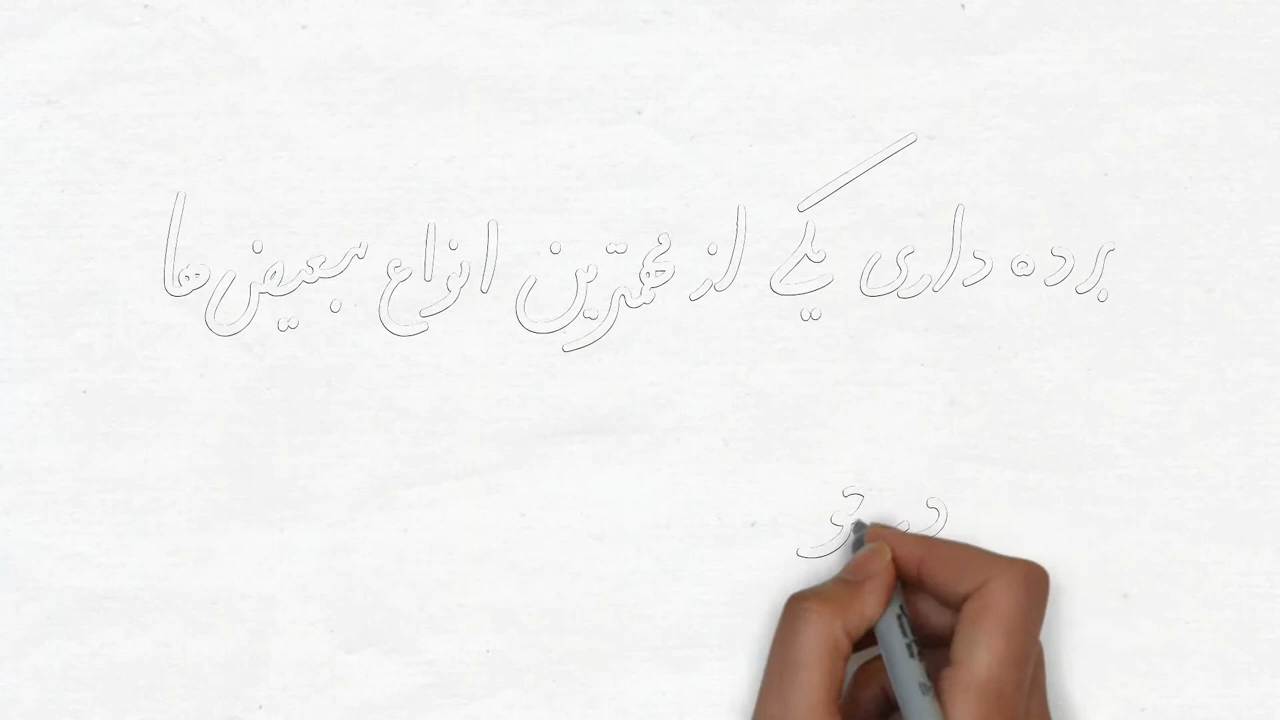 برده داری یکی از مهمترین انواع تبعیض‌ها